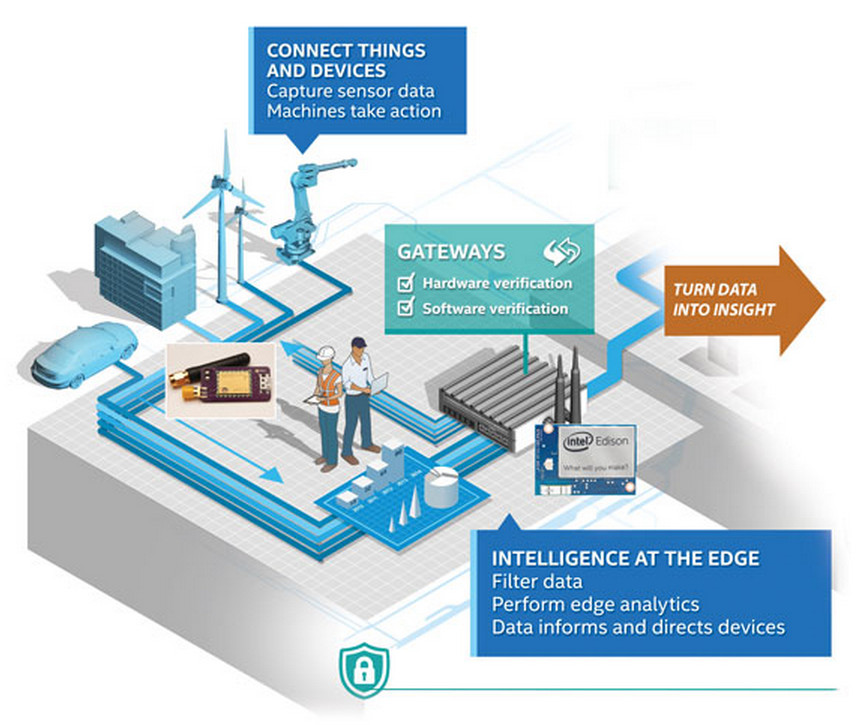 CONNECT THINGS
AND DEVICES
Capture sensor data
Machines take action
GATEWAYS
Hardware verification
Software verification
TURN DATA
INTO INSIGHT
intel Edison
What will you make?
INTELLIGENCE AT THE EDGE
Filter data
Perform edge analytics
Data informs and directs devices